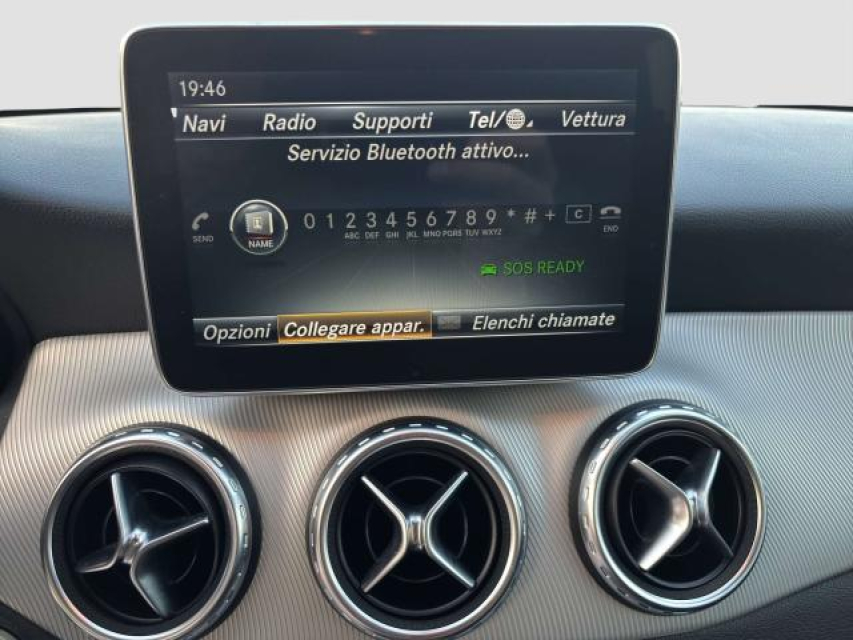 19:46
Navi Radio Supporti Tel/ Vettura
Servizio Bluetooth attivo...
0 1 2 3 4 5 6 7 8 9 * # + C
ABC DEF GHI JKL MNO PQRS TUV WXYZ
SEND NAME END
SOS READY
Opzioni Collegare appar. Elenchi chiamate